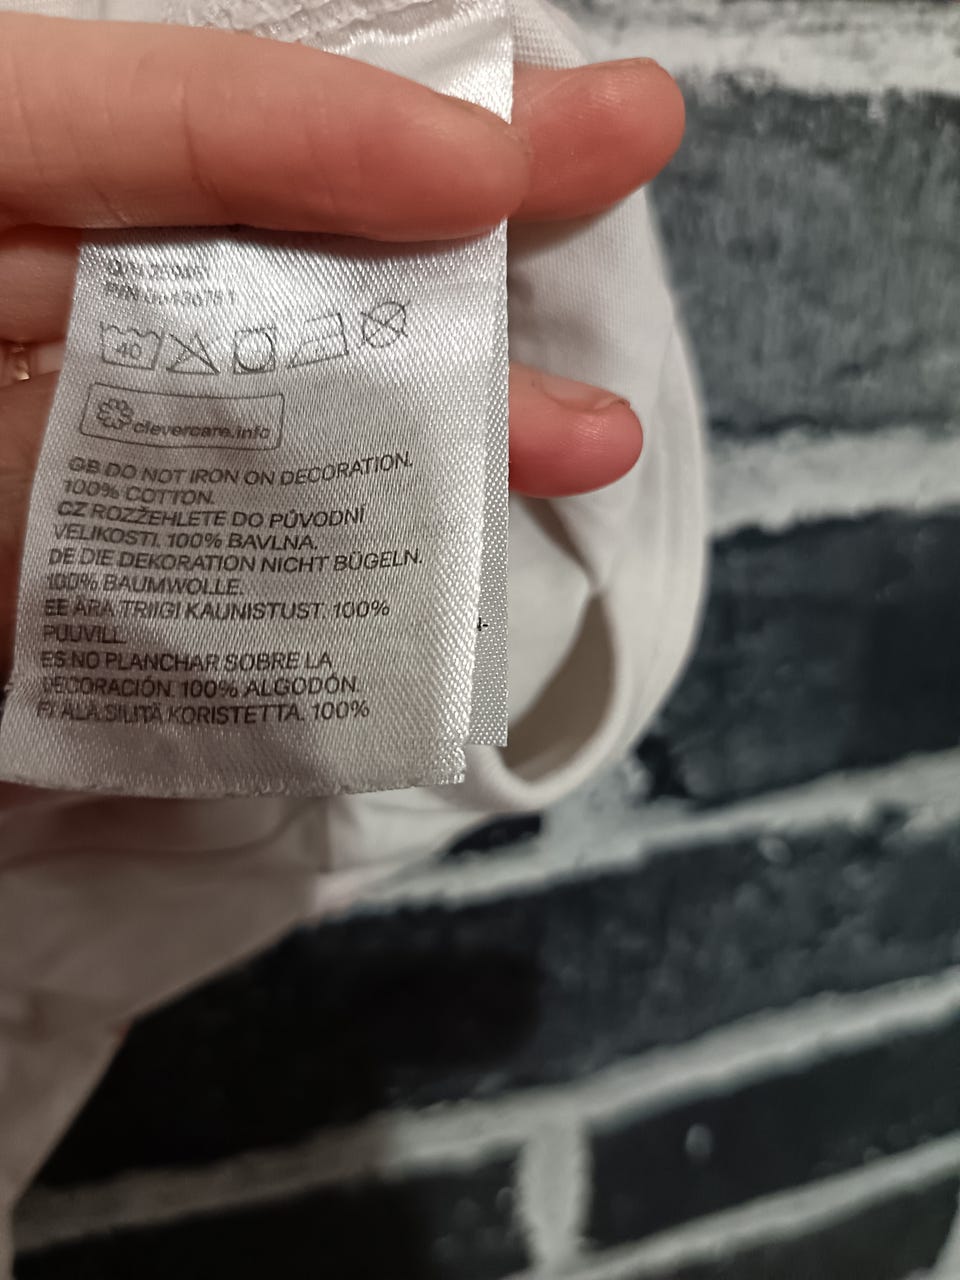 40
clevercare.info
GB DO NOT IRON ON DECORATION.
100% COTTON.
CZ ROZŽEHLETE DO PŮVODNÍ
VELIKOSTI. 100% BAVLNA.
DE DIE DEKORATION NICHT BÜGELN.
100% BAUMWOLLE.
EE ÄRA TRIIGI KAUNISTUST. 100%
PUUVILL
ES NO PLANCHAR SOBRE LA
DECORACIÓN. 100% ALGODÓN.
FI ÄLÄ SILITÄ KORISTETTA. 100%